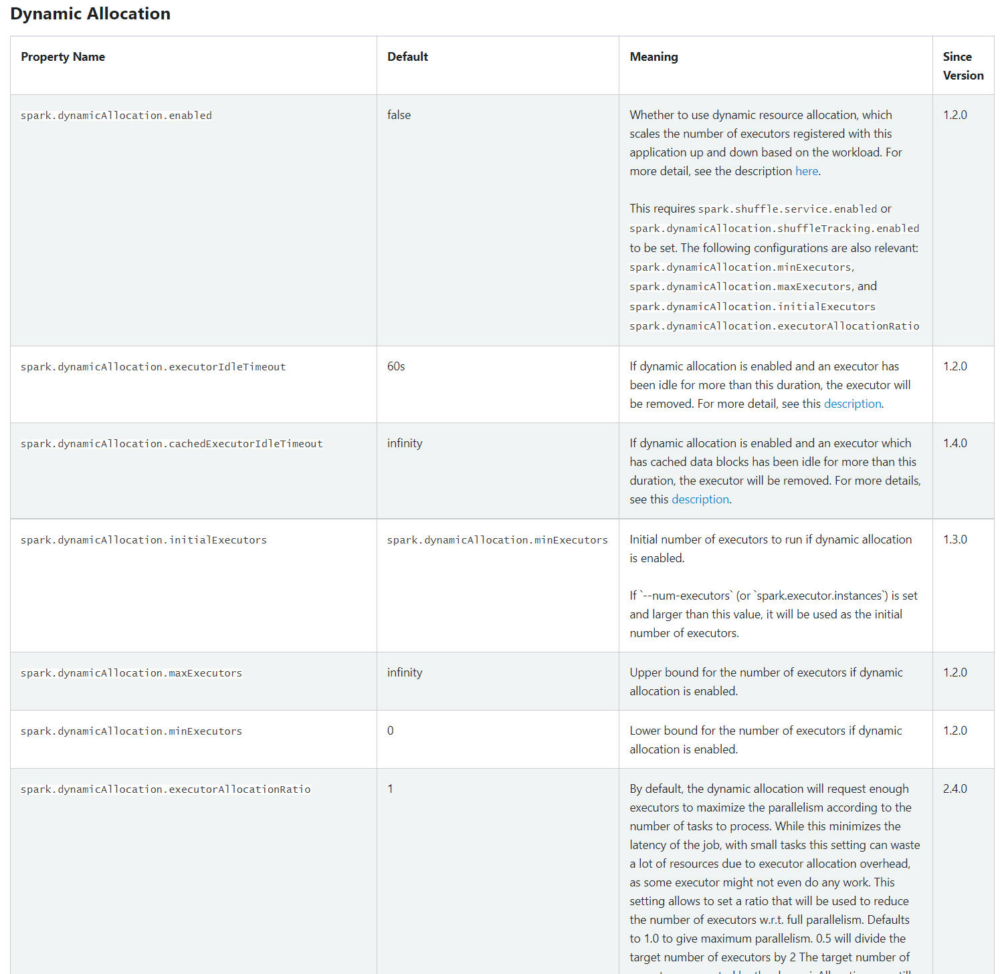 Dynamic Allocation
Property Name
Default
Meaning
Since
Version
spark.dynamicAllocation.enabled
false
Whether to use dynamic resource allocation, which
scales the number of executors registered with this
application up and down based on the workload. For
more detail, see the description here.
This requires spark.shuffle.service.enabled or
spark.dynamicAllocation.shuffleTracking.enabled
to be set. The following configurations are also relevant:
spark.dynamicAllocation.minExecutors,
spark.dynamicAllocation.maxExecutors, and
spark.dynamicAllocation.initialExecutors
spark.dynamicAllocation.executorAllocationRatio
1.2.0
spark.dynamicAllocation.executorIdleTimeout
60s
If dynamic allocation is enabled and an executor has
been idle for more than this duration, the executor will
be removed. For more detail, see this description.
1.2.0
spark.dynamicAllocation.cachedExecutorIdleTimeout
infinity
If dynamic allocation is enabled and an executor which
has cached data blocks has been idle for more than this
duration, the executor will be removed. For more details,
see this description.
1.4.0
spark.dynamicAllocation.initialExecutors
spark.dynamicAllocation.minExecutors
Initial number of executors to run if dynamic allocation
is enabled.
If `--num-executors` (or `spark.executor.instances`) is set
and larger than this value, it will be used as the initial
number of executors.
1.3.0
spark.dynamicAllocation.maxExecutors
infinity
Upper bound for the number of executors if dynamic
allocation is enabled.
1.2.0
spark.dynamicAllocation.minExecutors
0
Lower bound for the number of executors if dynamic
allocation is enabled.
1.2.0
spark.dynamicAllocation.executorAllocationRatio
1
By default, the dynamic allocation will request enough
executors to maximize the parallelism according to the
number of tasks to process. While this minimizes the
latency of the job, with small tasks this setting can waste
a lot of resources due to executor allocation overhead,
as some executor might not even do any work. This
setting allows to set a ratio that will be used to reduce
the number of executors w.r.t. full parallelism. Defaults
to 1.0 to give maximum parallelism. 0.5 will divide the
target number of executors by 2 The target number of
2.4.0